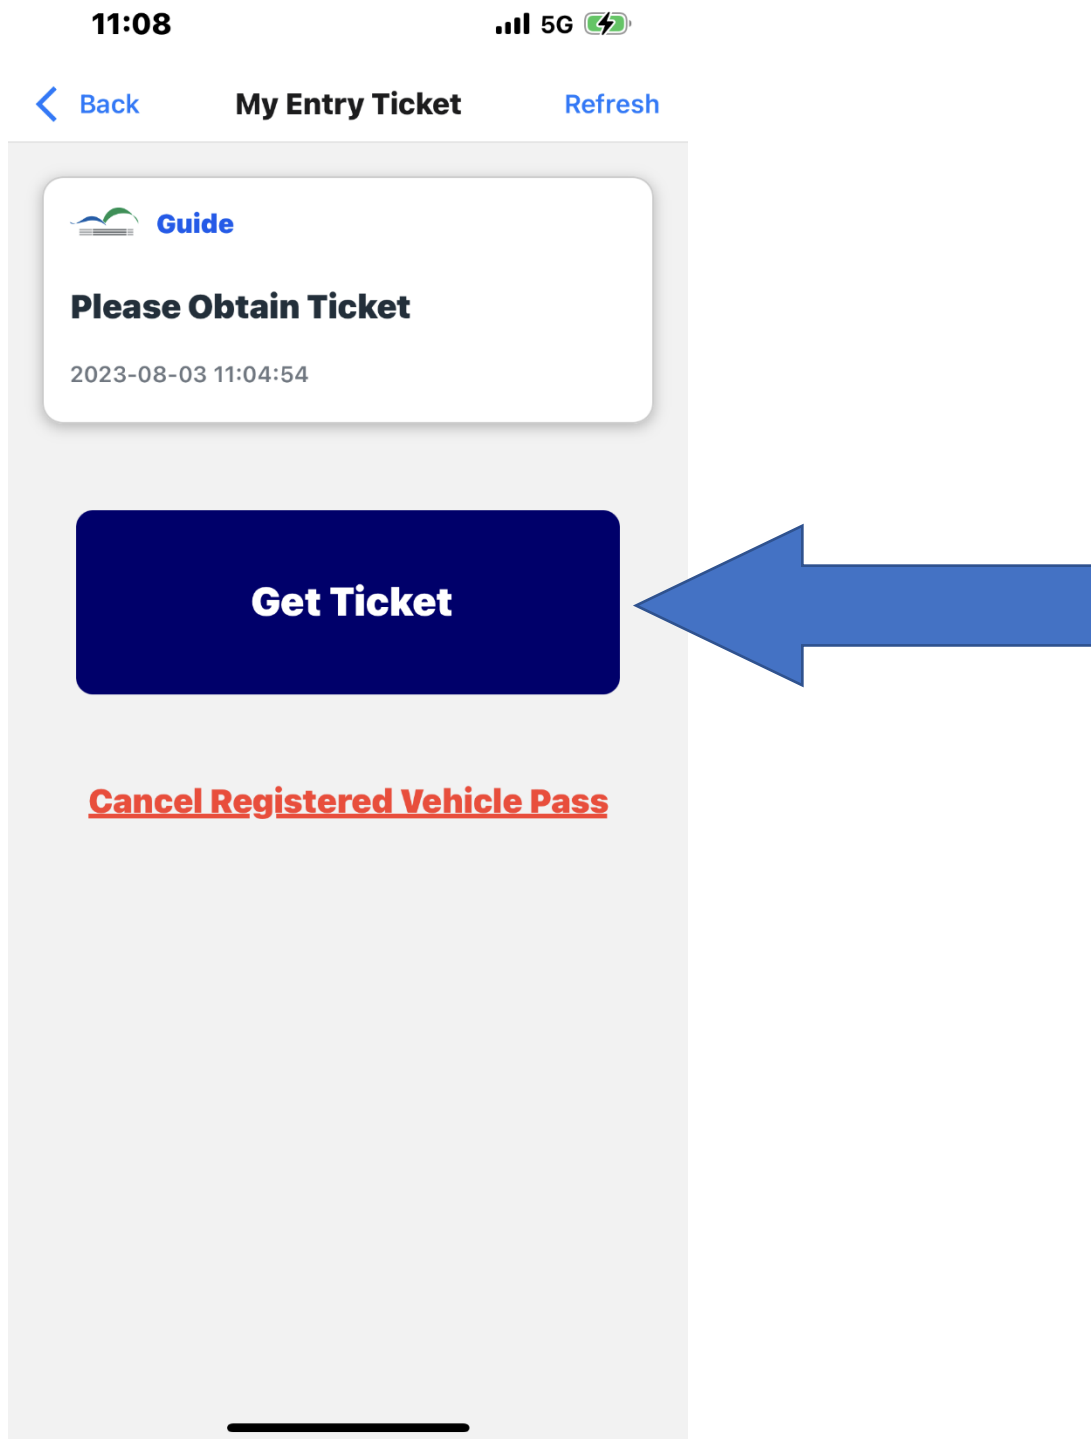 11:08 5G
Back My Entry Ticket Refresh
Guide
Please Obtain Ticket
2023-08-03 11:04:54
Get Ticket
Cancel Registered Vehicle Pass